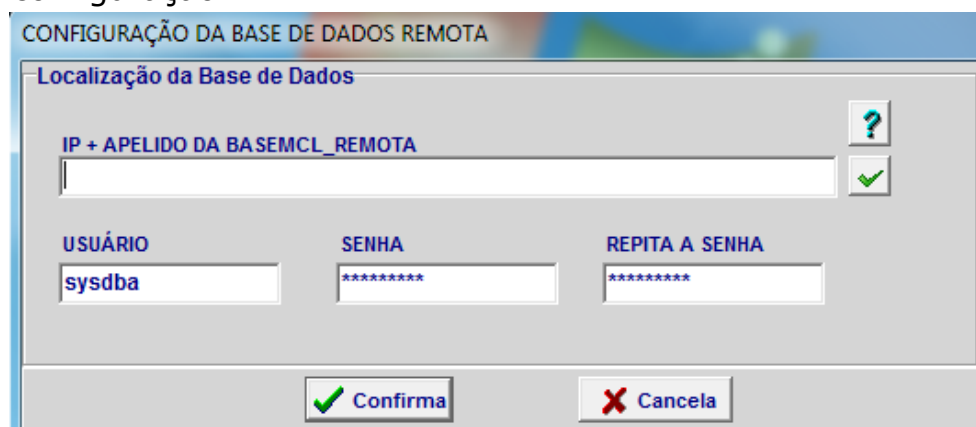 CONFIGURAÇÃO DA BASE DE DADOS REMOTA
Localização da Base de Dados
?
IP + APELIDO DA BASEMCL_REMOTA
USUÁRIO SENHA REPITA A SENHA
sysdba ********* *********
Confirma Cancela